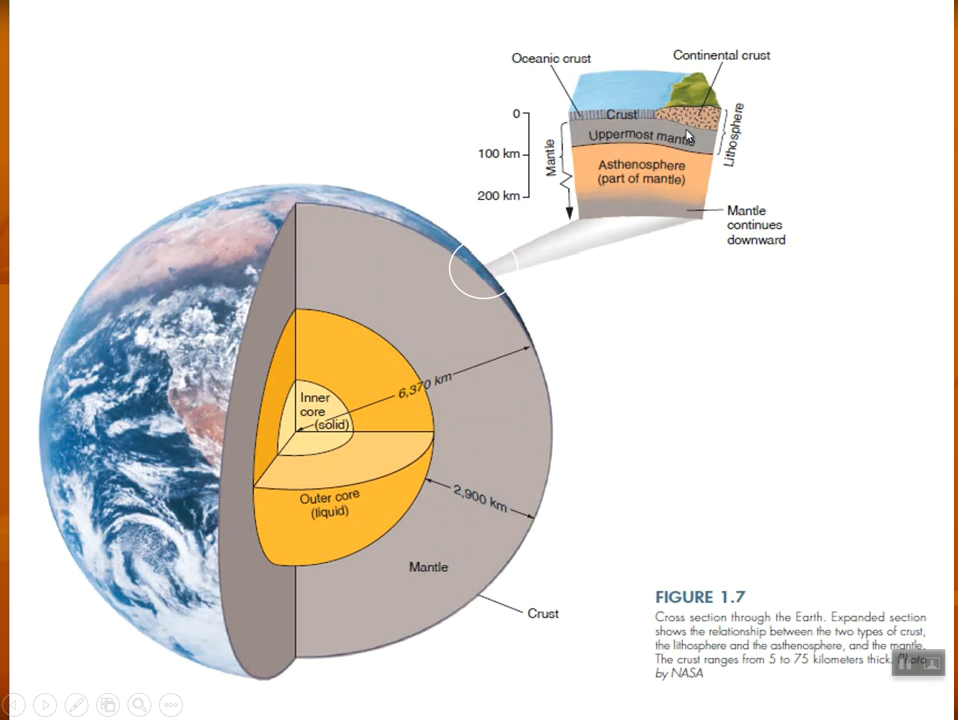 Oceanic crust
Continental crust
0
100 km
200 km
Mantle
Crust
Uppermost mantle
Asthenosphere
(part of mantle)
Lithosphere
Mantle
continues
downward
6,370 km
Inner
core
(solid)
2,900 km
Outer core
(liquid)
Mantle
Crust
FIGURE 1.7
Cross section through the Earth. Expanded section
shows the relationship between the two types of crust,
the lithosphere and the asthenosphere, and the mantle.
The crust ranges from 5 to 75 kilometers thick. Photo
by NASA